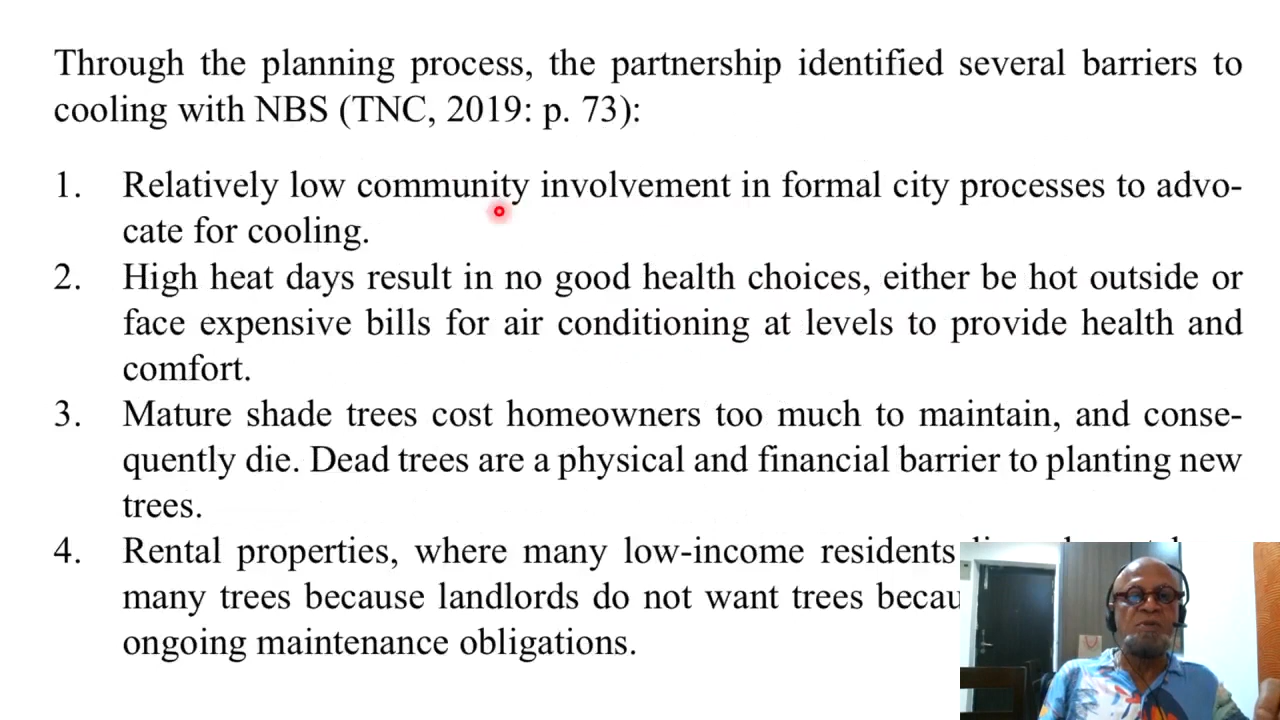 Through the planning process, the partnership identified several barriers to
cooling with NBS (TNC, 2019: p. 73):
1. Relatively low community involvement in formal city processes to advo-
cate for cooling.
2. High heat days result in no good health choices, either be hot outside or
face expensive bills for air conditioning at levels to provide health and
comfort.
3. Mature shade trees cost homeowners too much to maintain, and conse-
quently die. Dead trees are a physical and financial barrier to planting new
trees.
4. Rental properties, where many low-income residents
many trees because landlords do not want trees
ongoing maintenance obligations.